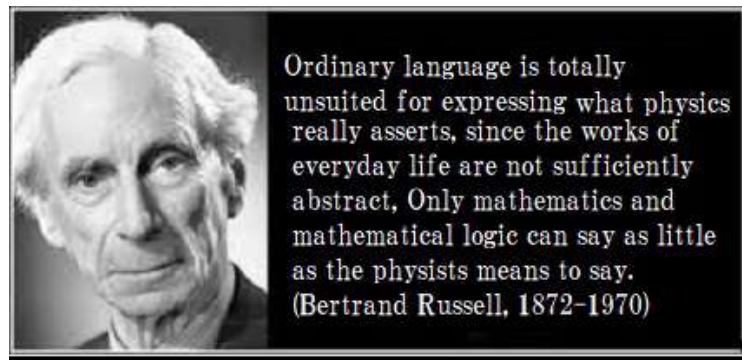 Ordinary language is totally
unsuited for expressing what physics
really asserts, since the works of
everyday life are not sufficiently
abstract, Only mathematics and
mathematical logic can say as little
as the physists means to say.
(Bertrand Russell, 1872-1970)